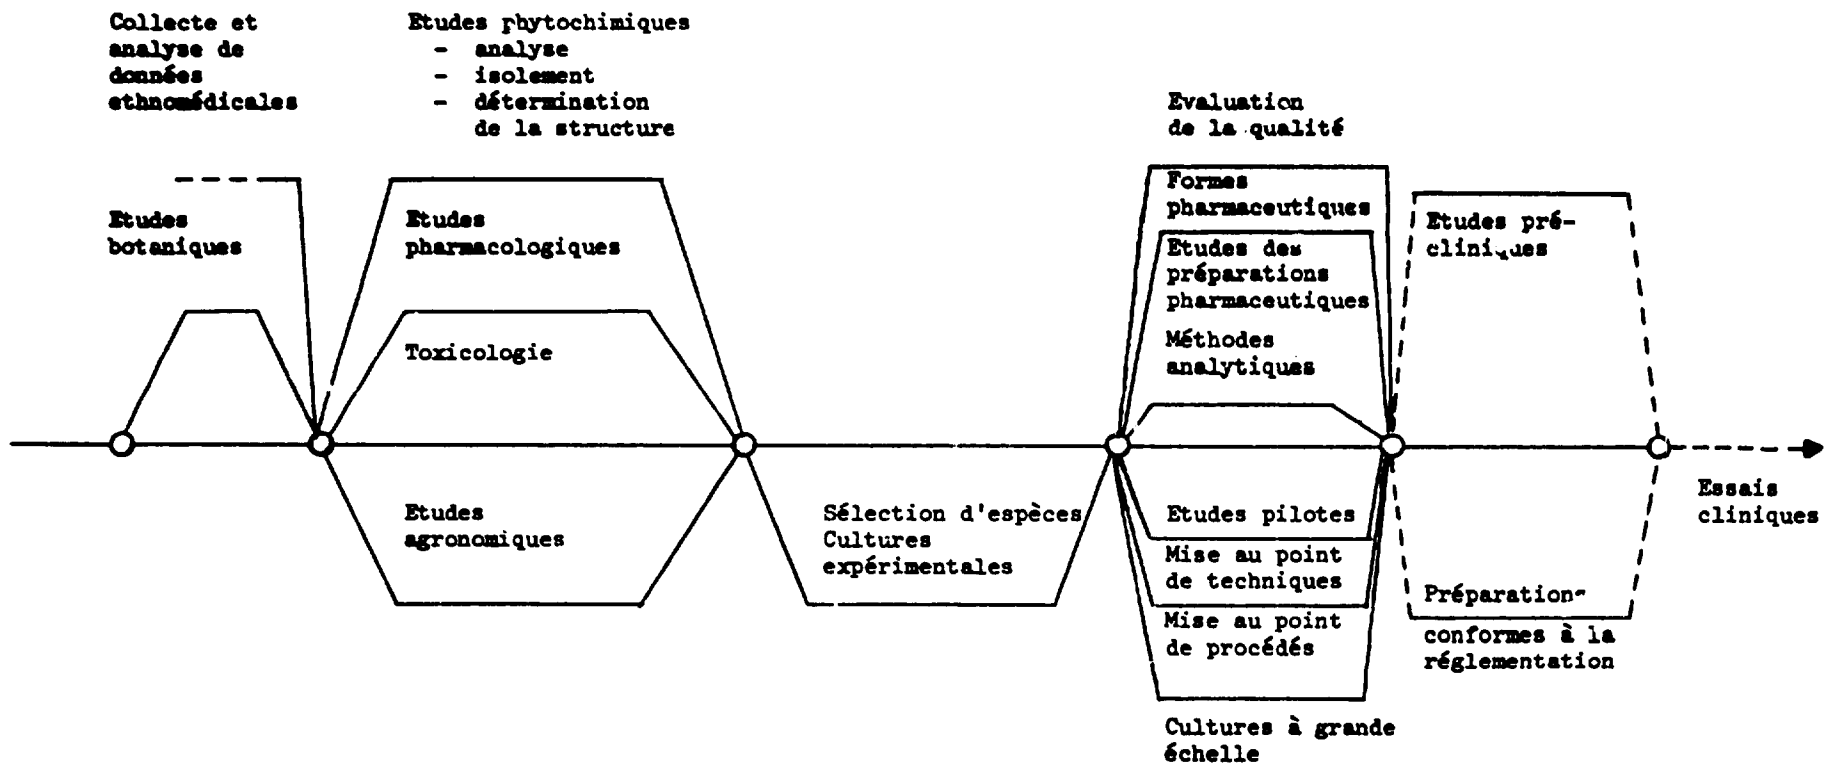 Collecte et
analyse de
données
ethnomédicales
Etudes phytochimiques
- analyse
- isolement
- détermination
de la structure
Evaluation
de la qualité
Etudes
botaniques
Etudes
pharmacologiques
Formes
pharmaceutiques
Etudes des
préparations
pharmaceutiques
Etudes pré-
cliniques
Toxicologie
Méthodes
analytiques
Etudes
agronomiques
Sélection d'espèces
Cultures
expérimentales
Etudes pilotes
Mise au point
de techniques
Mise au point
de procédés
Cultures à grande
échelle
Préparations
conformes à la
réglementation
Essais
cliniques